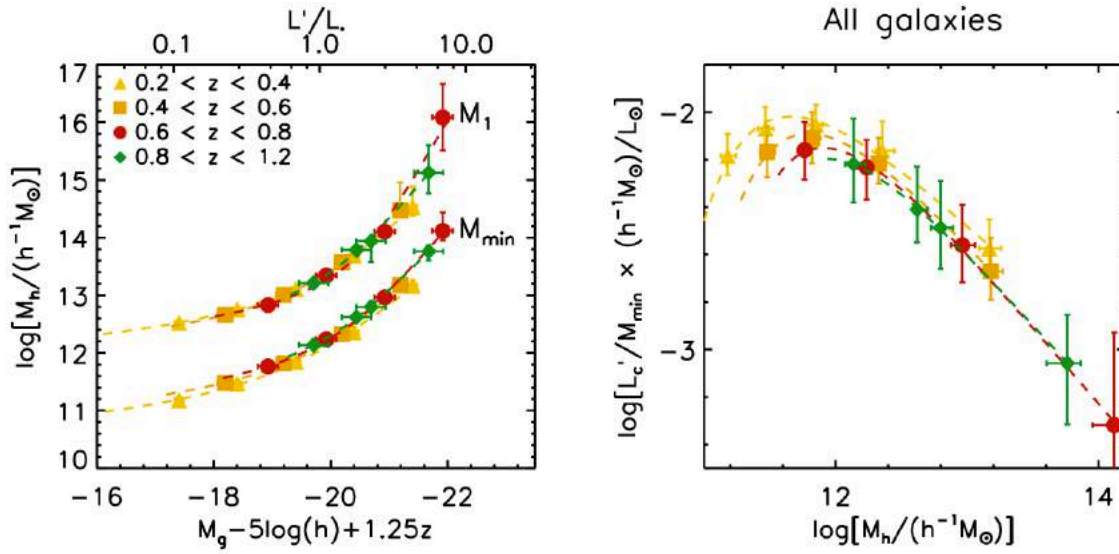 L'/L.
All galaxies
0.1 1.0 10.0
17
16
15
14
13
12
11
10
0.2 < z < 0.4
0.4 < z < 0.6
0.6 < z < 0.8
0.8 < z < 1.2
M₁
Mₘᵢₙ
log[Mₕ/(h⁻¹M☉)]
−16 −18 −20 −22
M_g−5log(h)+1.25z
−2
−3
log[L_c'/Mₘᵢₙ × (h⁻¹M☉)/L☉]
12 14
log[Mₕ/(h⁻¹M☉)]